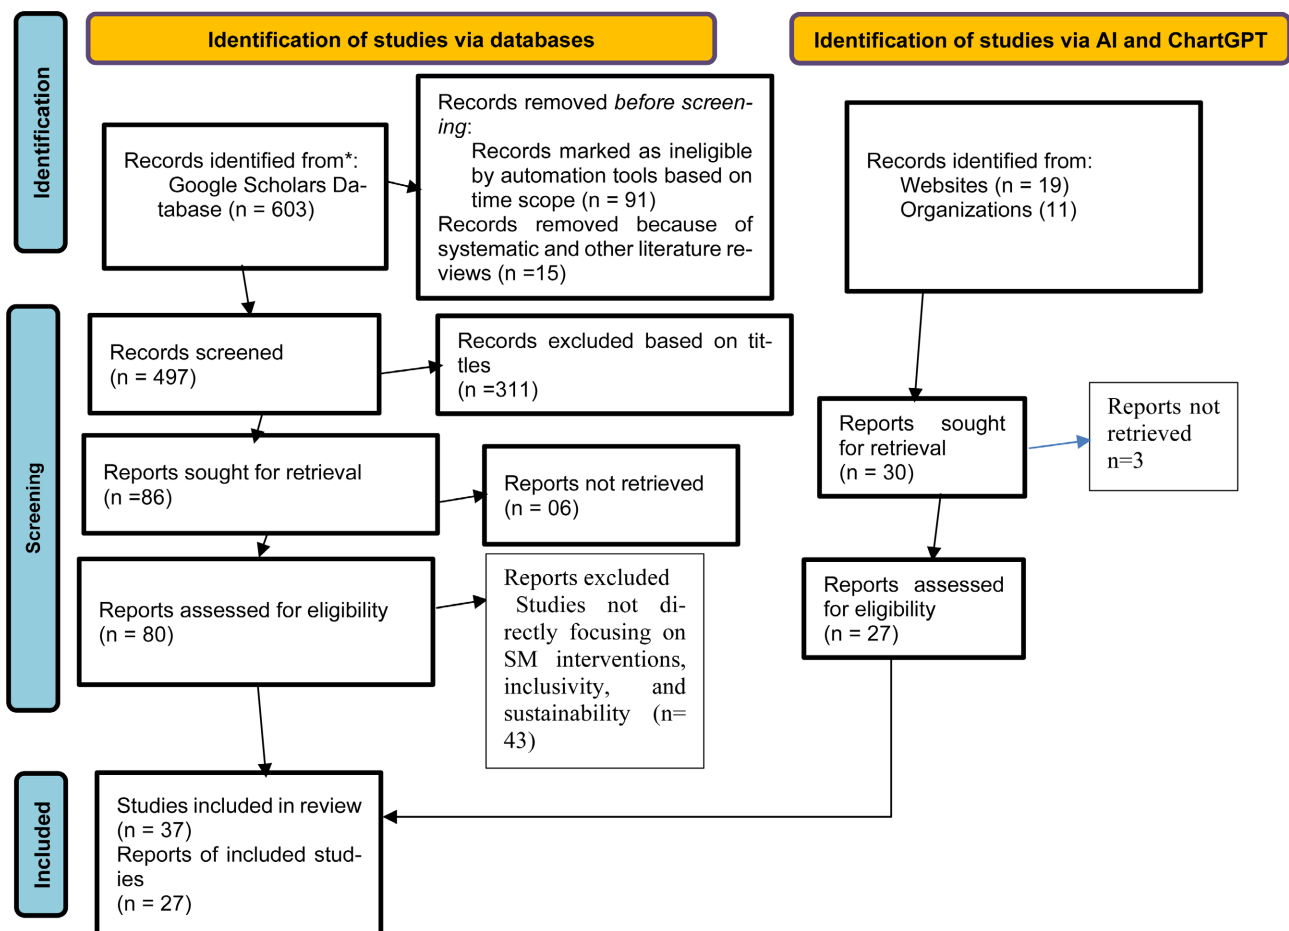 Identification of studies via databases
Identification of studies via AI and ChartGPT
Identification
Records identified from*:
Google Scholars Da-
tabase (n = 603)
Records removed before screen-
ing:
Records marked as ineligible
by automation tools based on
time scope (n = 91)
Records removed because of
systematic and other literature re-
views (n =15)
Records identified from:
Websites (n = 19)
Organizations (11)
Screening
Records screened
(n = 497)
Records excluded based on tit-
tles
(n =311)
Reports sought for retrieval
(n =86)
Reports not retrieved
(n = 06)
Reports sought
for retrieval
(n = 30)
Reports not
retrieved
n=3
Reports assessed for eligibility
(n = 80)
Reports excluded
Studies not di-
rectly focusing on
SM interventions,
inclusivity, and
sustainability (n=
43)
Reports assessed
for eligibility
(n = 27)
Included
Studies included in review
(n = 37)
Reports of included stud-
ies
(n = 27)